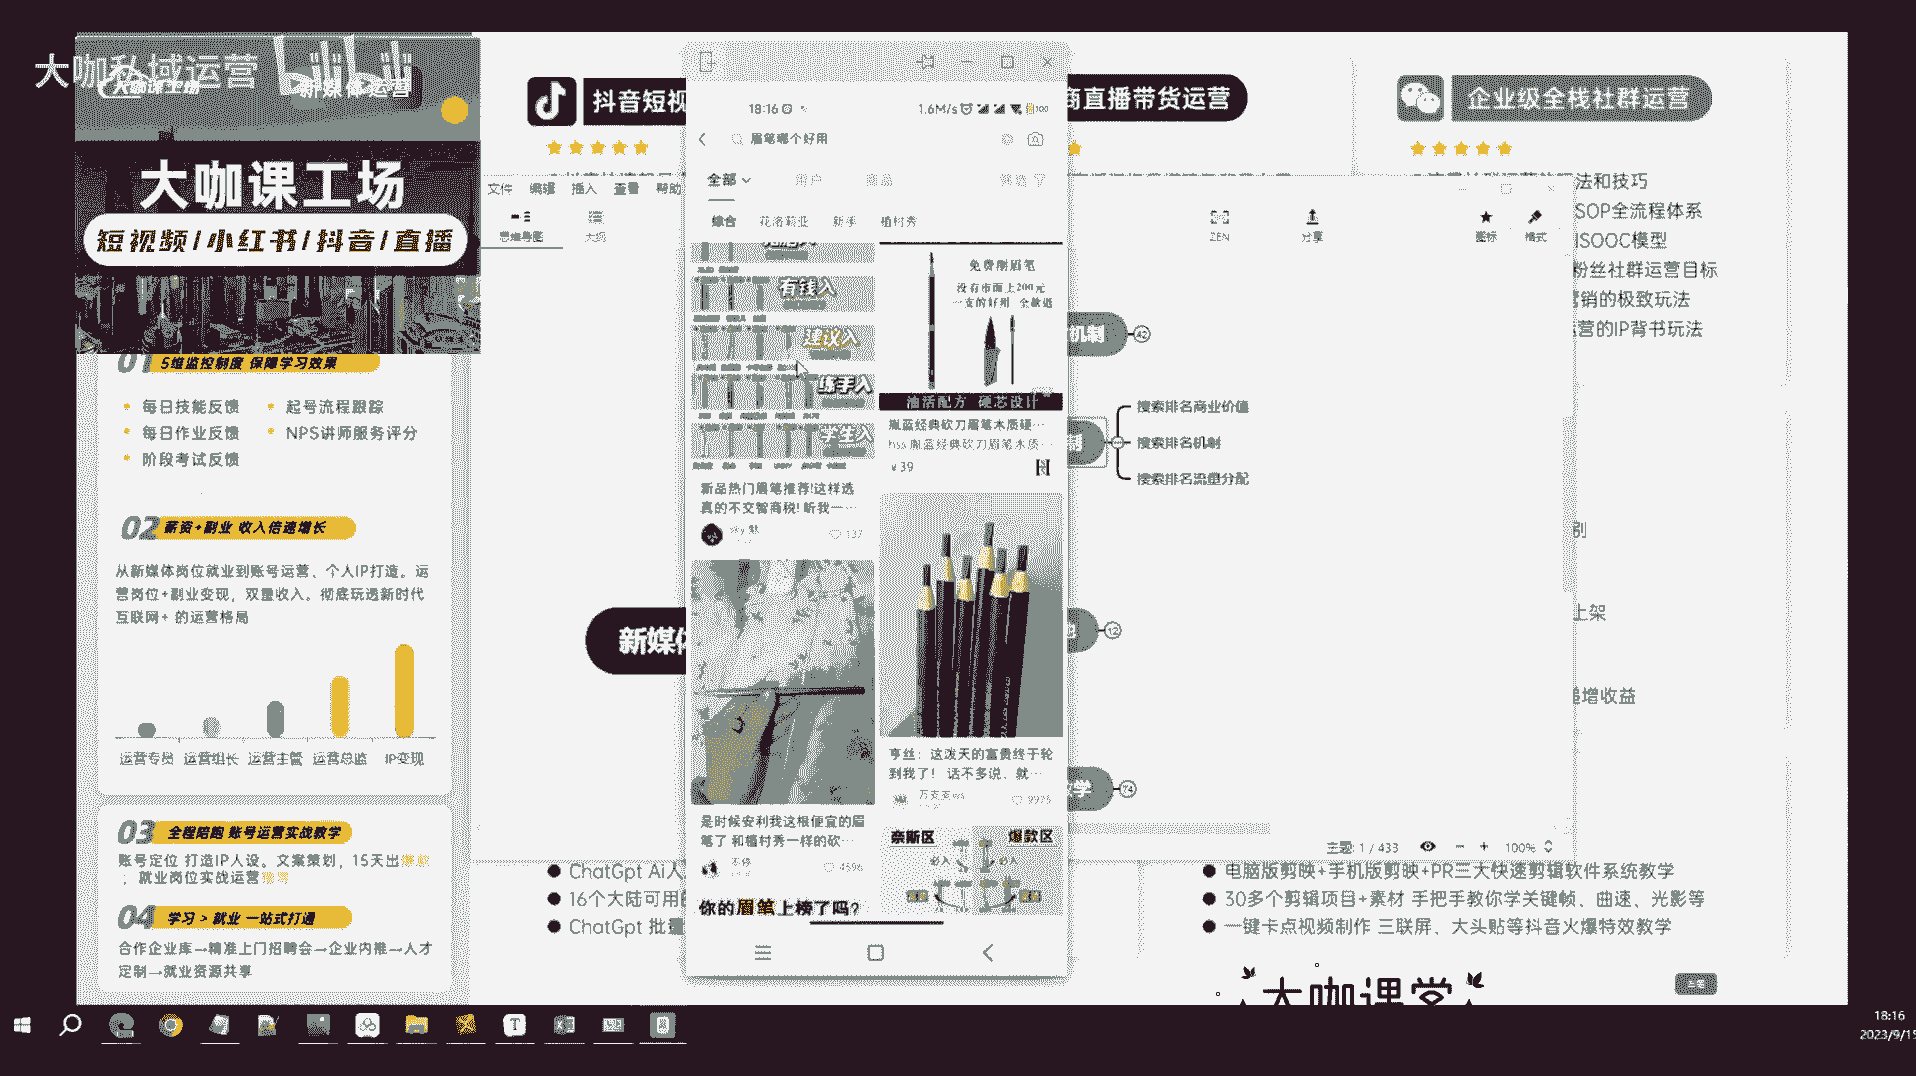 大咖私域运营
bilibili
大咖课工场
新媒体运营
大咖课工场
短视频/小红书/抖音/直播
01 5维监控制度 保障学习效果
每日技能反馈
起号流程跟踪
每日作业反馈
NPS讲师服务评分
阶段考试反馈
02 薪资+副业 收入倍速增长
从新媒体岗位就业到账号运营、个人IP打造。运
营岗位+副业变现，双重收入。彻底玩透新时代
互联网+ 的运营格局
运营专员 运营组长 运营主管 运营总监 IP变现
03 全程陪跑 账号运营实战教学
账号定位 打造IP人设。文案策划，15天出
；就业岗位实战运营
04 学习 > 就业 一站式打通
合作企业库→精准上门招聘会→企业内推→人才
定制→就业资源共享
抖音短视
商直播带货运营
企业级全栈社群运营
法和技巧
SOP全流程体系
ISOOC模型
粉丝社群运营目标
营销的极致玩法
运营的IP背书玩法
别
上架
增收益
文件 编辑 插入 查看 帮助
思维导图 大纲
ZEN 分享 图标 格式
新媒体
机制 42
搜索排名商业价值
搜索排名机制
搜索排名流量分配
12
学 74
主题: 1 / 433
100%
18:16
1.6M/s
100
眉笔哪个好用
全部 用户 商品 筛选
综合 花洛莉亚 新手 植村秀
有钱入
建议入
练手入
学生入
新品热门眉笔推荐!这样选
真的不交智商税! 听我一…
137
免费削眉笔
没有市面上200元
一支的好用 全数退
油活配方 硬芯设计
胤蓝经典砍刀眉笔木质硬…
hss 胤蓝经典砍刀眉笔木质…
¥39
亨丝：这泼天的富贵终于轮
到我了！ 话不多说，就…
9975
是时候安利我这根便宜的眉
笔了 和植村秀一样的砍…
4596
你的眉笔上榜了吗?
奈斯区
爆款区
必入
必入
ChatGpt AI人
16个大陆可用的
ChatGpt 批量
电脑版剪映+手机版剪映+PR三大快速剪辑软件系统教学
30多个剪辑项目+素材 手把手教你学关键帧、曲速、光影等
一键卡点视频制作 三联屏、大头贴等抖音火爆特效教学
大咖课堂
18:16
2023/9/15